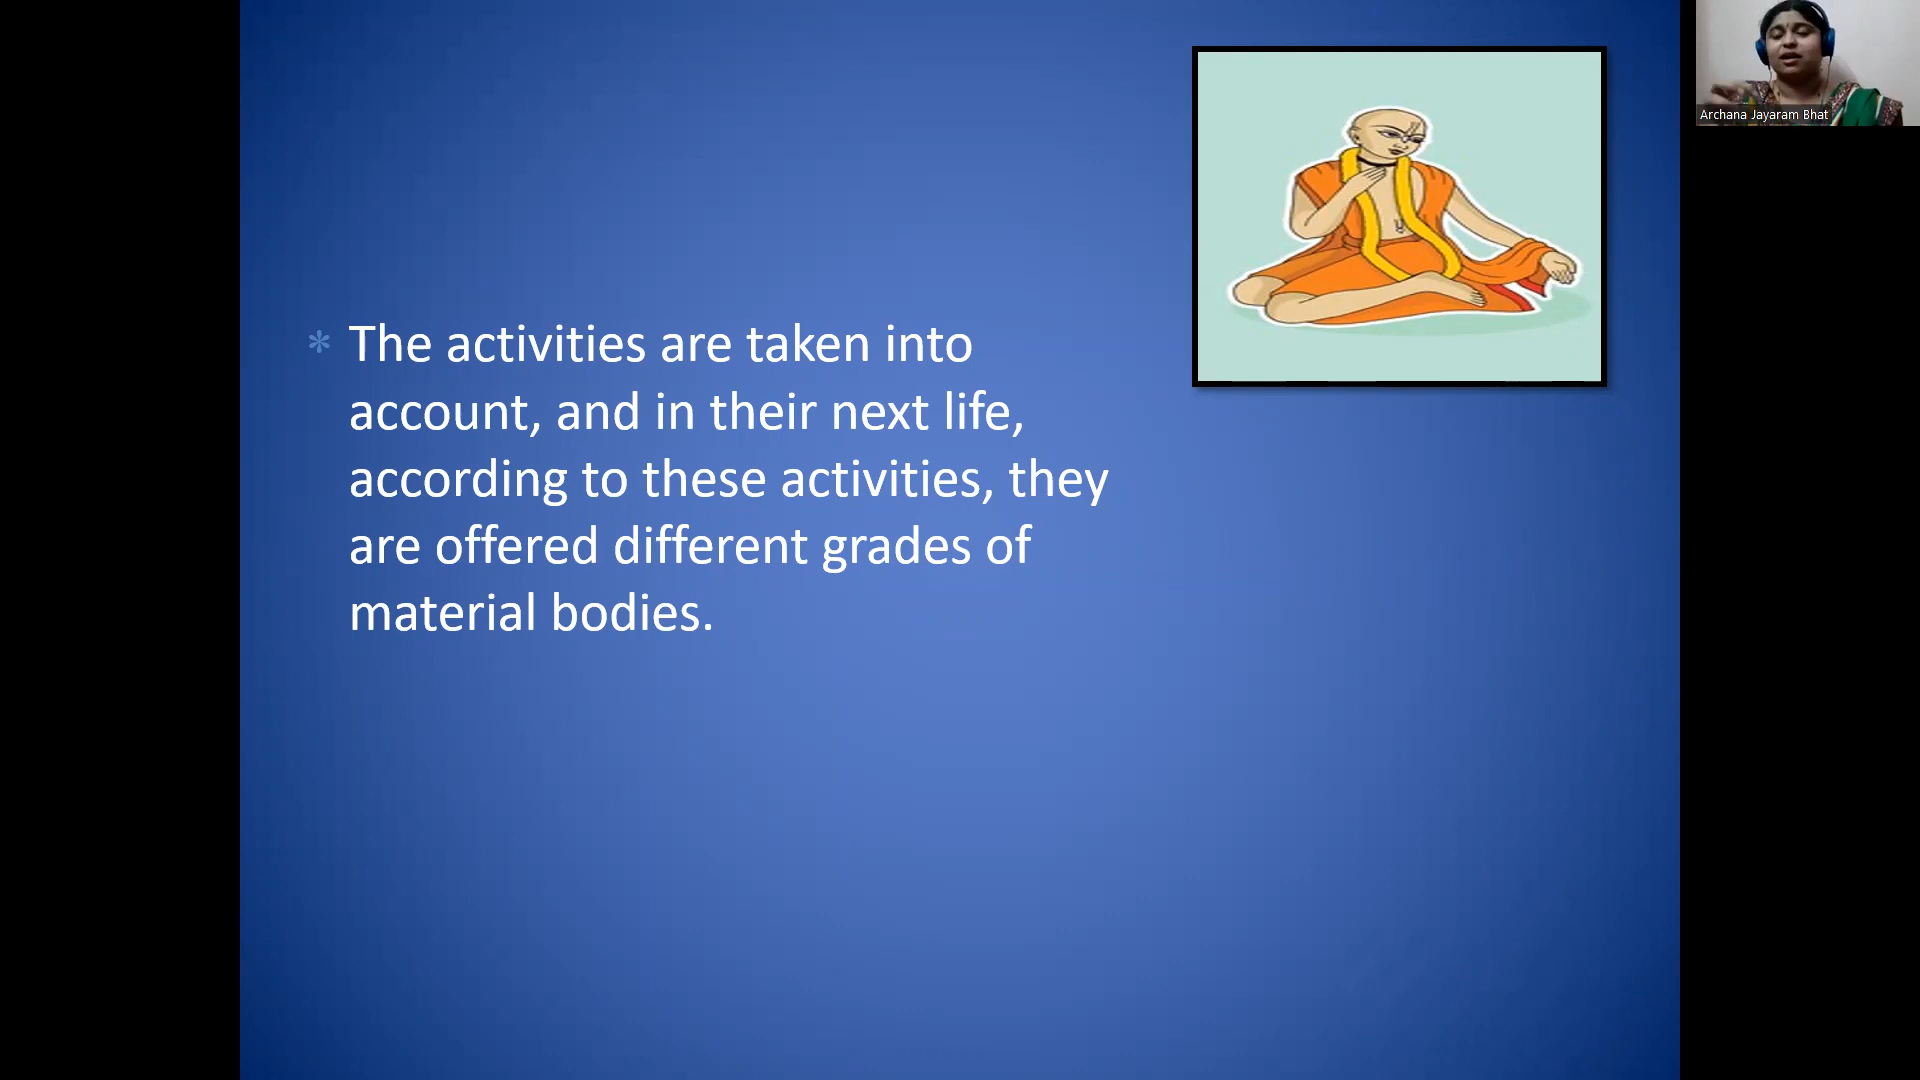 Archana Jayaram Bhat
* The activities are taken into
account, and in their next life,
according to these activities, they
are offered different grades of
material bodies.